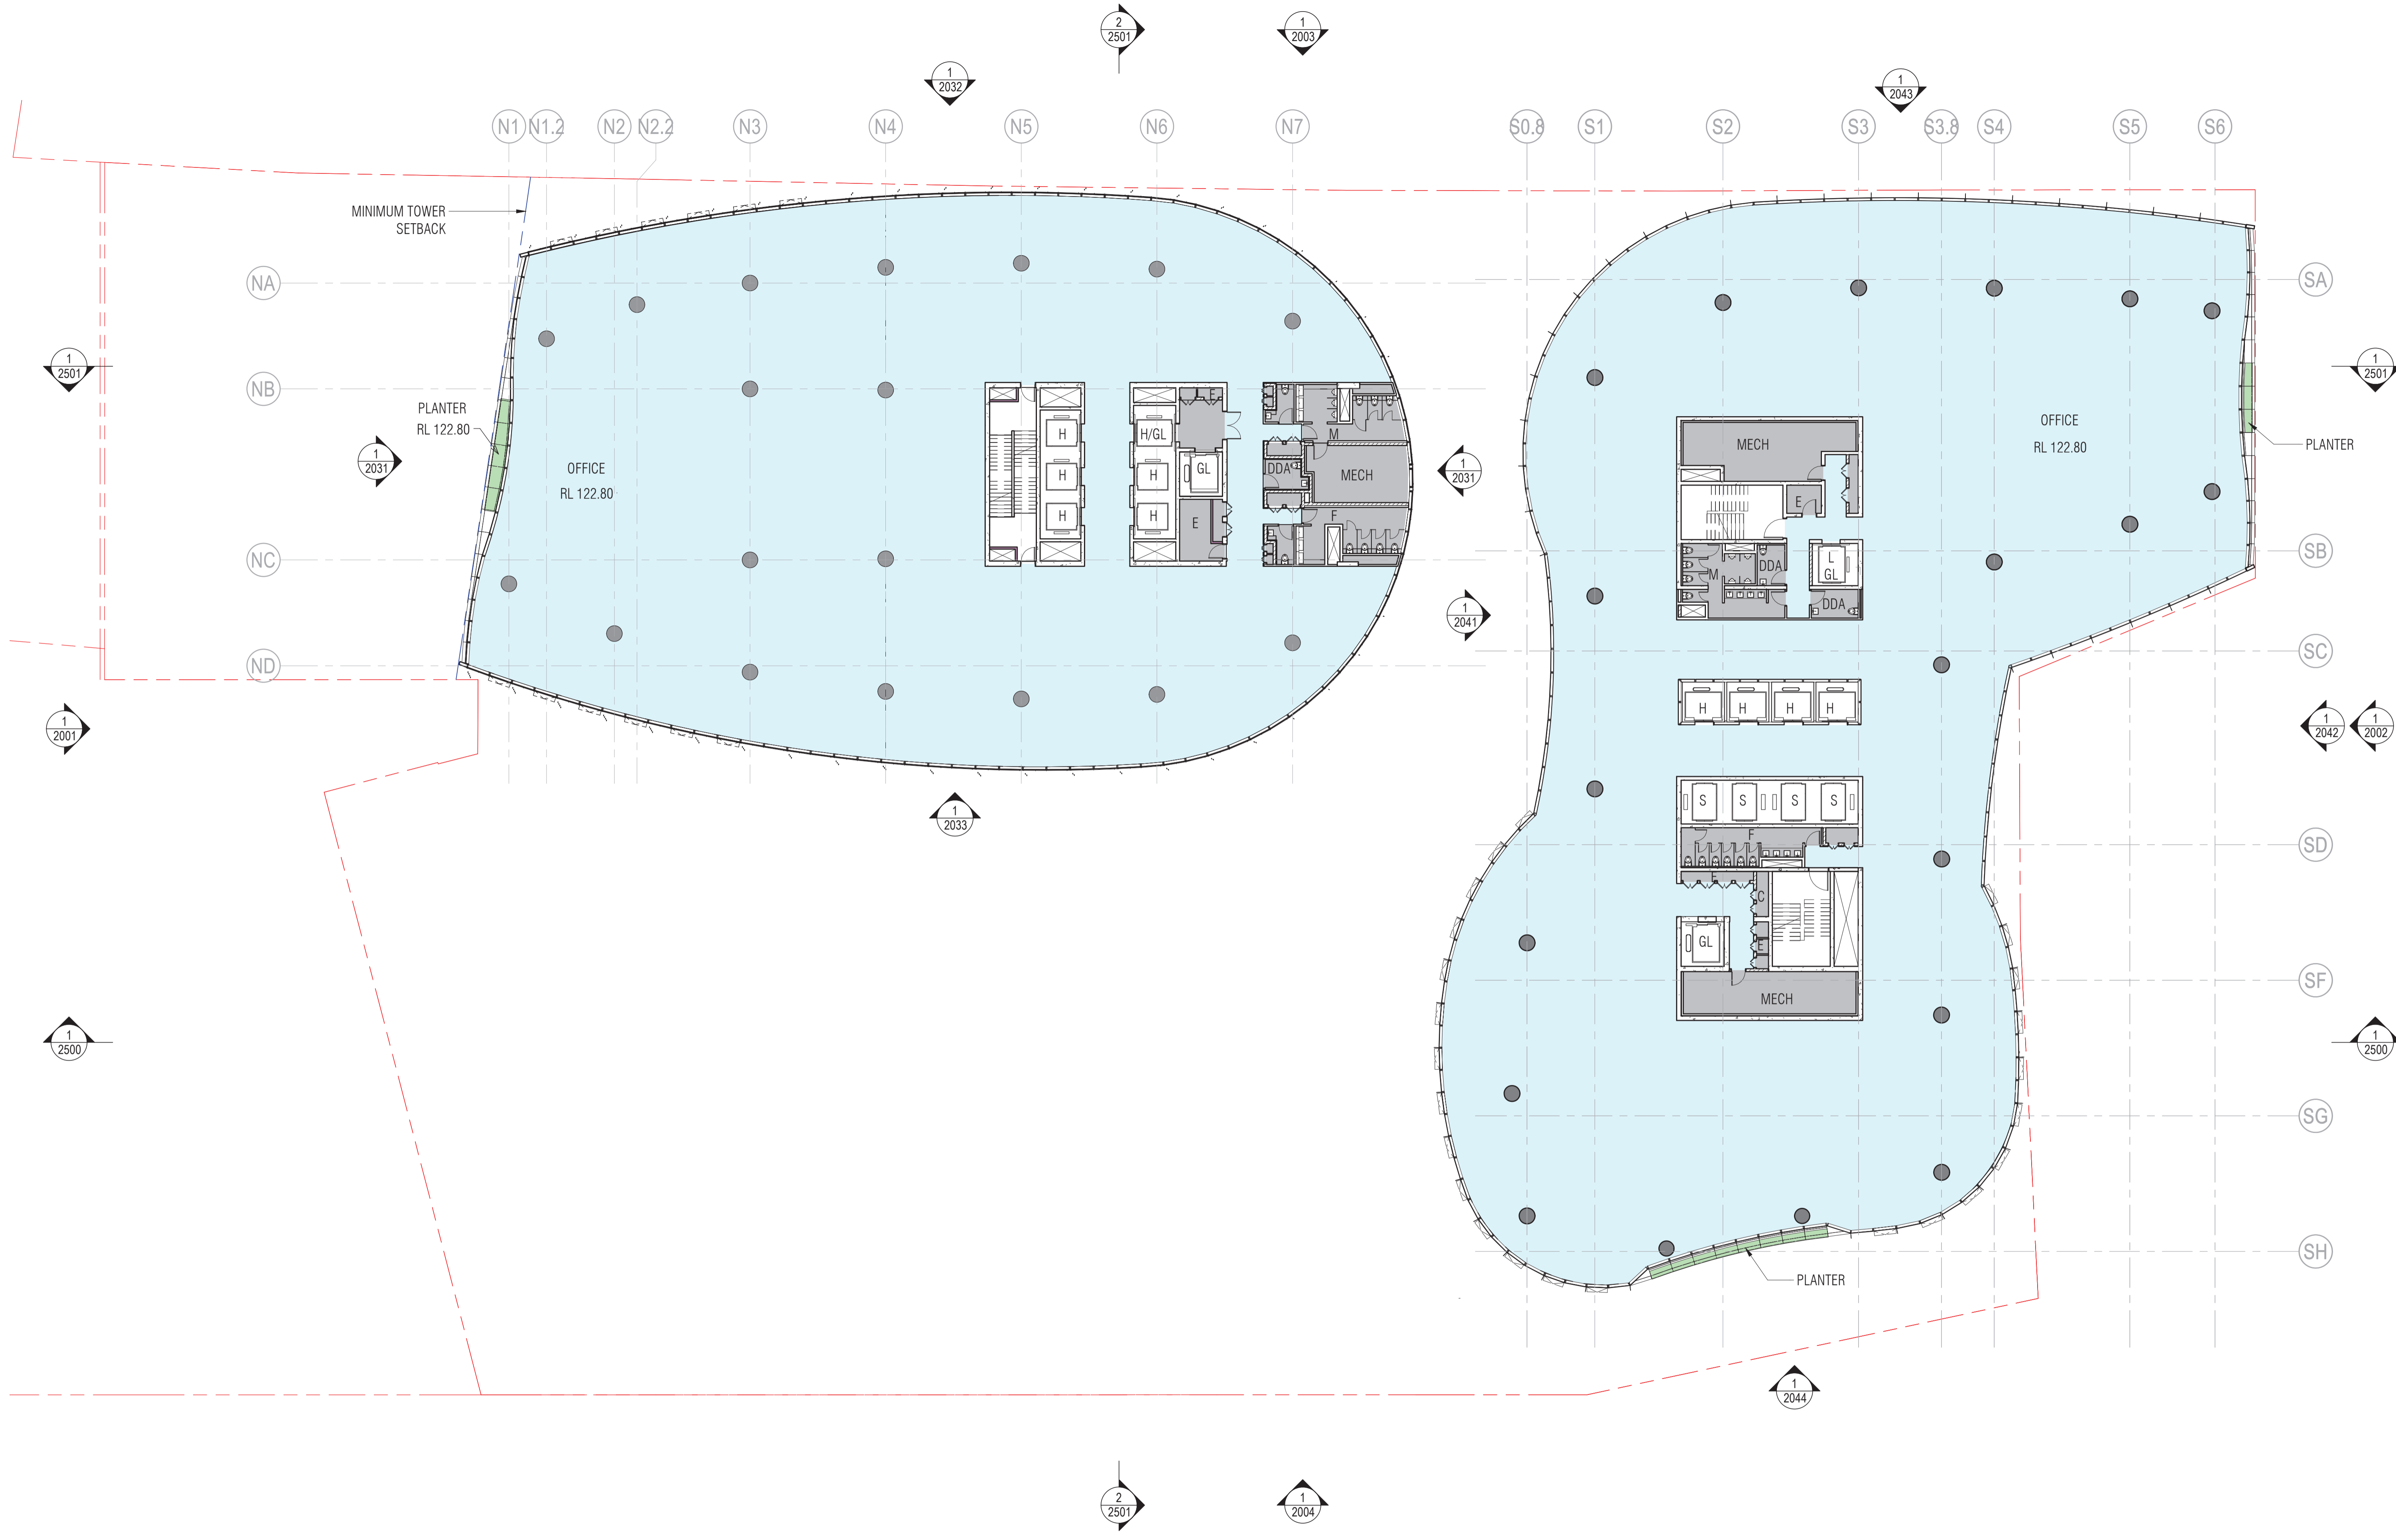 2
2501
1
2003
1
2032
1
2043
N1
N1.2
N2
N2.2
N3
N4
N5
N6
N7
S0.8
S1
S2
S3
S3.8
S4
S5
S6
MINIMUM TOWER
SETBACK
NA
SA
1
2501
1
2501
NB
PLANTER
RL 122.80
OFFICE
RL 122.80
1
2031
OFFICE
RL 122.80
H
H
H
H/GL
H
H
E
GL
E
M
DDA
MECH
F
1
2031
MECH
E
PLANTER
NC
SB
M
DDA
L
GL
DDA
1
2041
ND
SC
H
H
H
H
1
2001
1
2042
1
2002
S
S
S
S
1
2033
F
SD
E
C
GL
E
MECH
SF
1
2500
1
2500
SG
SH
PLANTER
1
2044
2
2501
1
2004